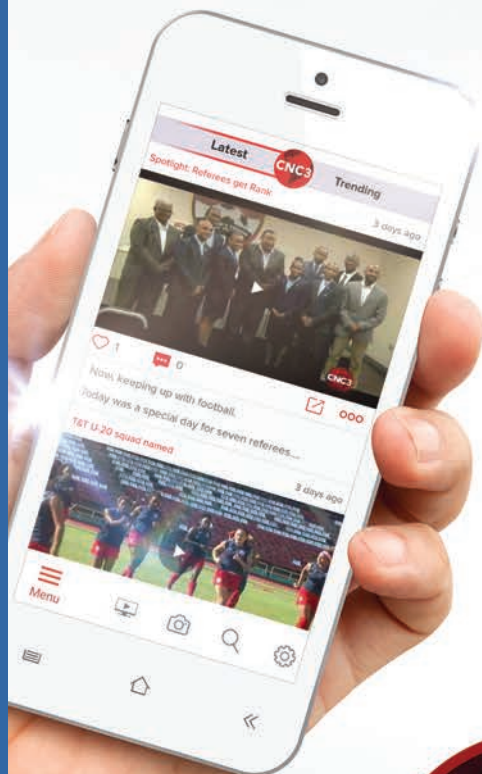 Latest
CNC3
Trending
Spotlight: Referees get Rank
3 days ago
CNC3
1
0
Now, keeping up with football.
Today was a special day for seven referees....
T&T U-20 squad named
3 days ago
Menu